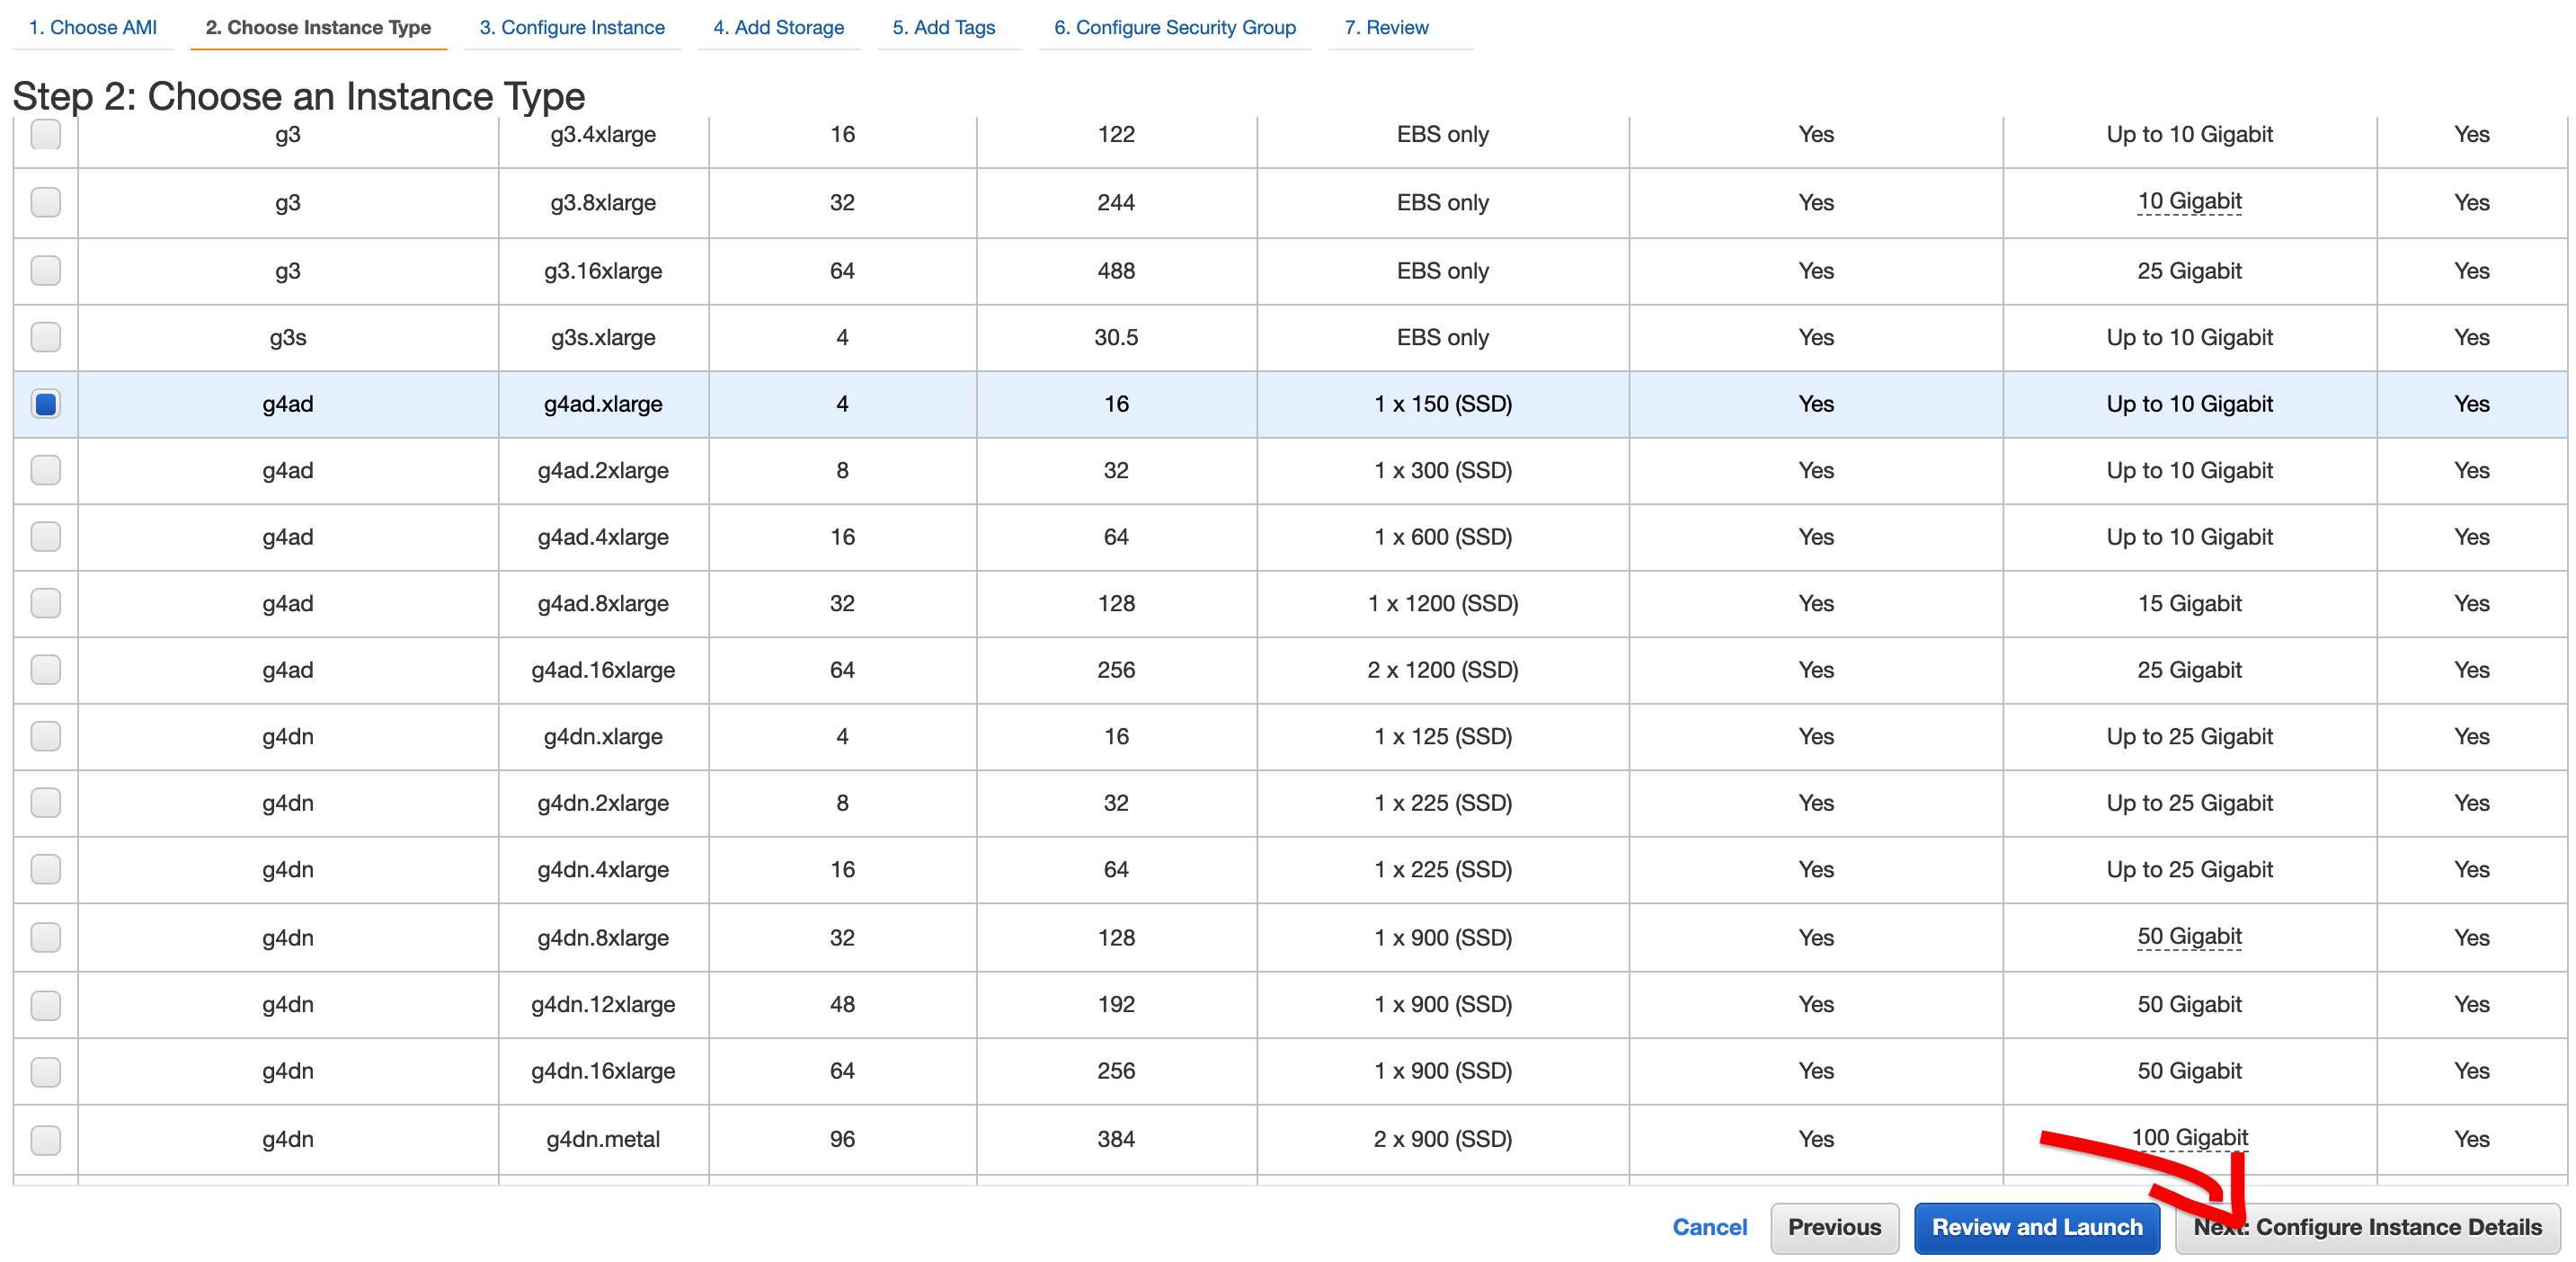 1. Choose AMI 2. Choose Instance Type 3. Configure Instance 4. Add Storage 5. Add Tags 6. Configure Security Group 7. Review
Step 2: Choose an Instance Type
g3 g3.4xlarge 16 122 EBS only Yes Up to 10 Gigabit Yes
g3 g3.8xlarge 32 244 EBS only Yes 10 Gigabit Yes
g3 g3.16xlarge 64 488 EBS only Yes 25 Gigabit Yes
g3s g3s.xlarge 4 30.5 EBS only Yes Up to 10 Gigabit Yes
g4ad g4ad.xlarge 4 16 1 x 150 (SSD) Yes Up to 10 Gigabit Yes
g4ad g4ad.2xlarge 8 32 1 x 300 (SSD) Yes Up to 10 Gigabit Yes
g4ad g4ad.4xlarge 16 64 1 x 600 (SSD) Yes Up to 10 Gigabit Yes
g4ad g4ad.8xlarge 32 128 1 x 1200 (SSD) Yes 15 Gigabit Yes
g4ad g4ad.16xlarge 64 256 2 x 1200 (SSD) Yes 25 Gigabit Yes
g4dn g4dn.xlarge 4 16 1 x 125 (SSD) Yes Up to 25 Gigabit Yes
g4dn g4dn.2xlarge 8 32 1 x 225 (SSD) Yes Up to 25 Gigabit Yes
g4dn g4dn.4xlarge 16 64 1 x 225 (SSD) Yes Up to 25 Gigabit Yes
g4dn g4dn.8xlarge 32 128 1 x 900 (SSD) Yes 50 Gigabit Yes
g4dn g4dn.12xlarge 48 192 1 x 900 (SSD) Yes 50 Gigabit Yes
g4dn g4dn.16xlarge 64 256 1 x 900 (SSD) Yes 50 Gigabit Yes
g4dn g4dn.metal 96 384 2 x 900 (SSD) Yes 100 Gigabit Yes
Cancel Previous Review and Launch Next: Configure Instance Details